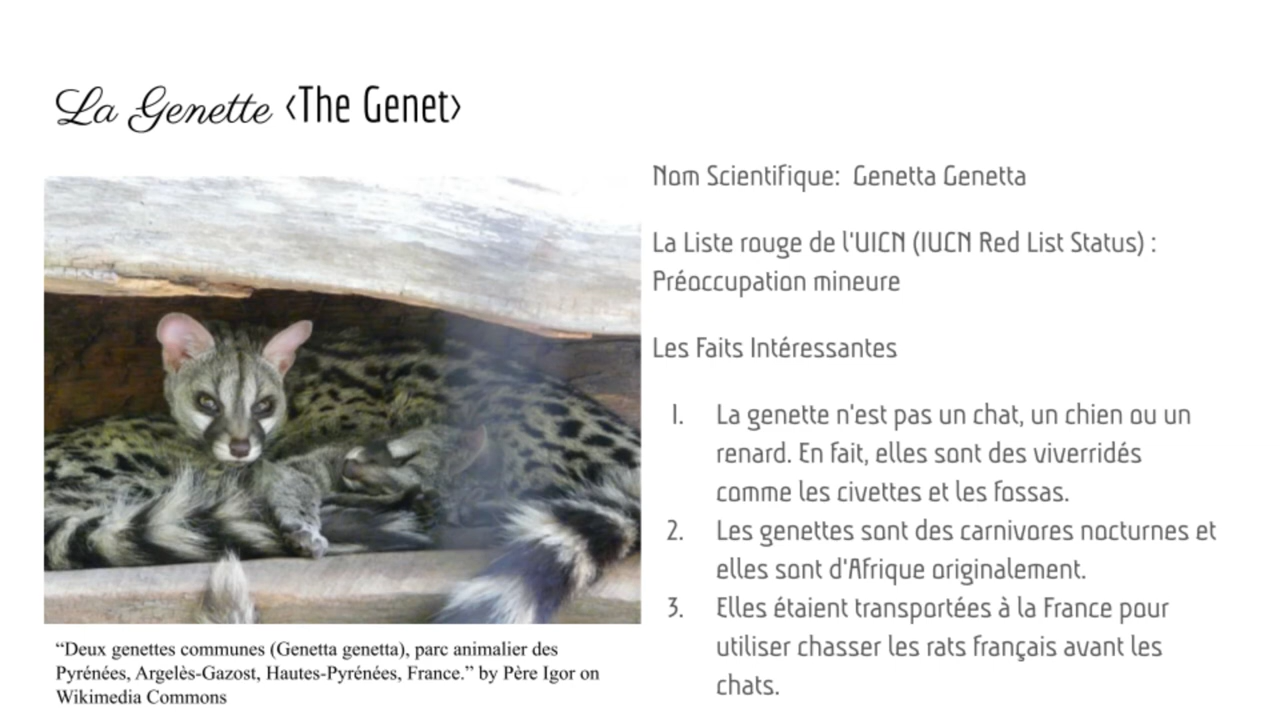 La Genette <The Genet>
Nom Scientifique: Genetta Genetta
La Liste rouge de l'UICN (IUCN Red List Status) :
Préoccupation mineure
Les Faits Intéressantes
1. La genette n'est pas un chat, un chien ou un
renard. En fait, elles sont des viverridés
comme les civettes et les fossas.
2. Les genettes sont des carnivores nocturnes et
elles sont d'Afrique originalement.
3. Elles étaient transportées à la France pour
utiliser chasser les rats français avant les
chats.
“Deux genettes communes (Genetta genetta), parc animalier des
Pyrénées, Argelès-Gazost, Hautes-Pyrénées, France.” by Père Igor on
Wikimedia Commons